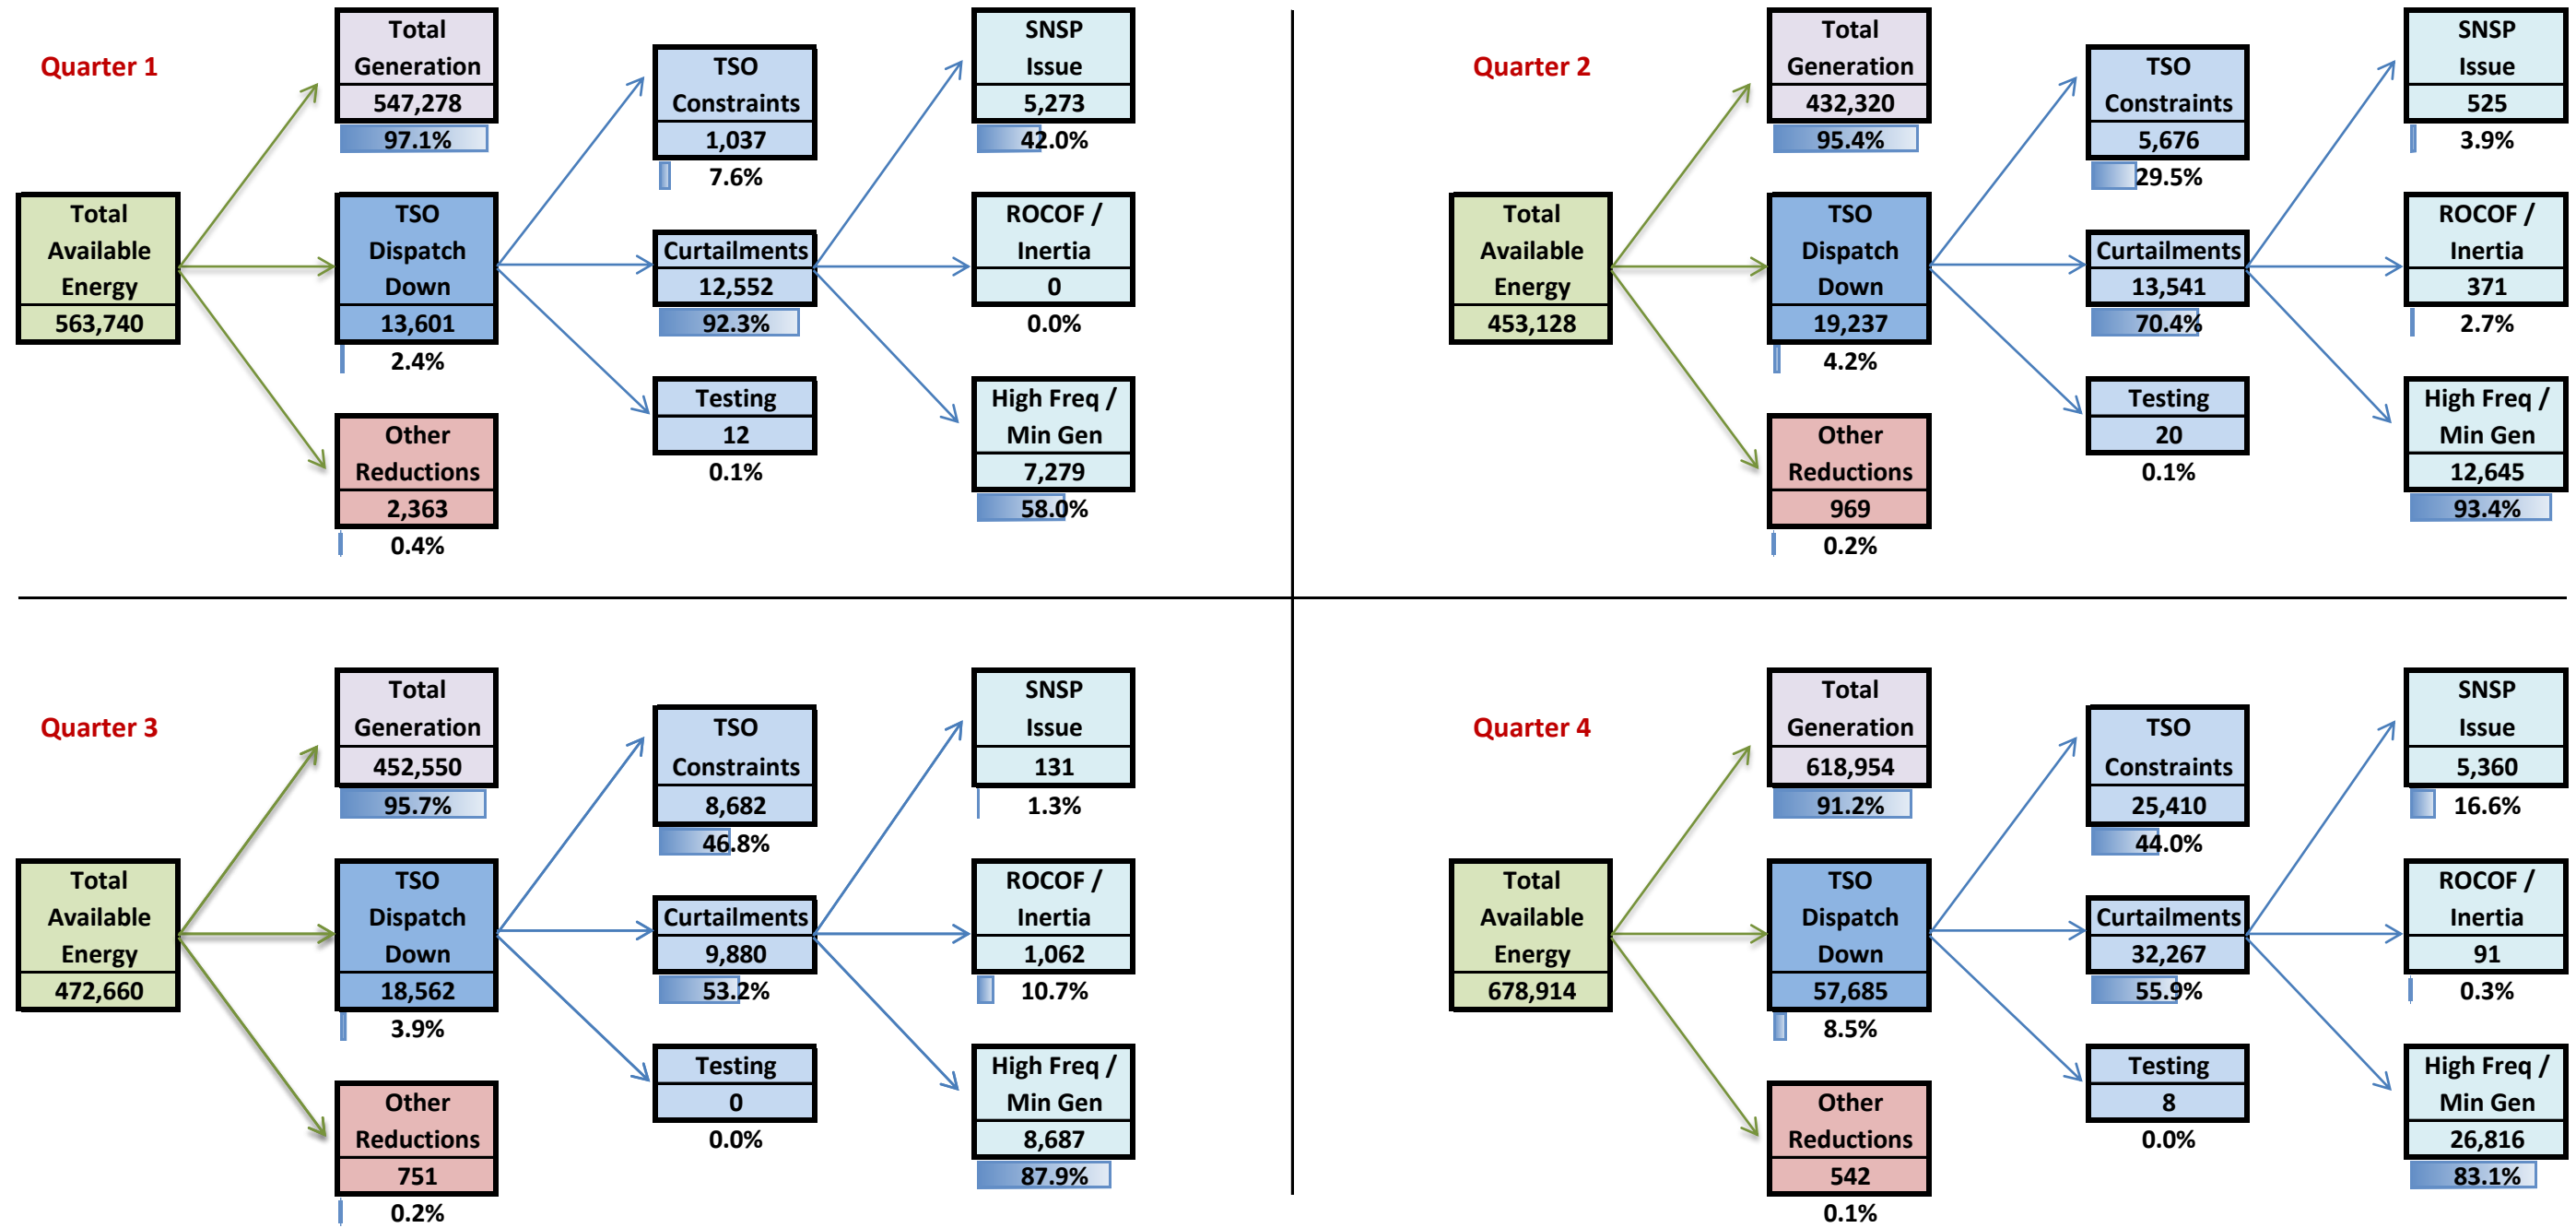 Quarter 1
Total
Available
Energy
563,740
Total
Generation
547,278
97.1%
TSO
Dispatch
Down
13,601
2.4%
Other
Reductions
2,363
0.4%
TSO
Constraints
1,037
7.6%
Curtailments
12,552
92.3%
Testing
12
0.1%
SNSP
Issue
5,273
42.0%
ROCOF /
Inertia
0
0.0%
High Freq /
Min Gen
7,279
58.0%
Quarter 2
Total
Available
Energy
453,128
Total
Generation
432,320
95.4%
TSO
Dispatch
Down
19,237
4.2%
Other
Reductions
969
0.2%
TSO
Constraints
5,676
29.5%
Curtailments
13,541
70.4%
Testing
20
0.1%
SNSP
Issue
525
3.9%
ROCOF /
Inertia
371
2.7%
High Freq /
Min Gen
12,645
93.4%
Quarter 3
Total
Available
Energy
472,660
Total
Generation
452,550
95.7%
TSO
Dispatch
Down
18,562
3.9%
Other
Reductions
751
0.2%
TSO
Constraints
8,682
46.8%
Curtailments
9,880
53.2%
Testing
0
0.0%
SNSP
Issue
131
1.3%
ROCOF /
Inertia
1,062
10.7%
High Freq /
Min Gen
8,687
87.9%
Quarter 4
Total
Available
Energy
678,914
Total
Generation
618,954
91.2%
TSO
Dispatch
Down
57,685
8.5%
Other
Reductions
542
0.1%
TSO
Constraints
25,410
44.0%
Curtailments
32,267
55.9%
Testing
8
0.0%
SNSP
Issue
5,360
16.6%
ROCOF /
Inertia
91
0.3%
High Freq /
Min Gen
26,816
83.1%